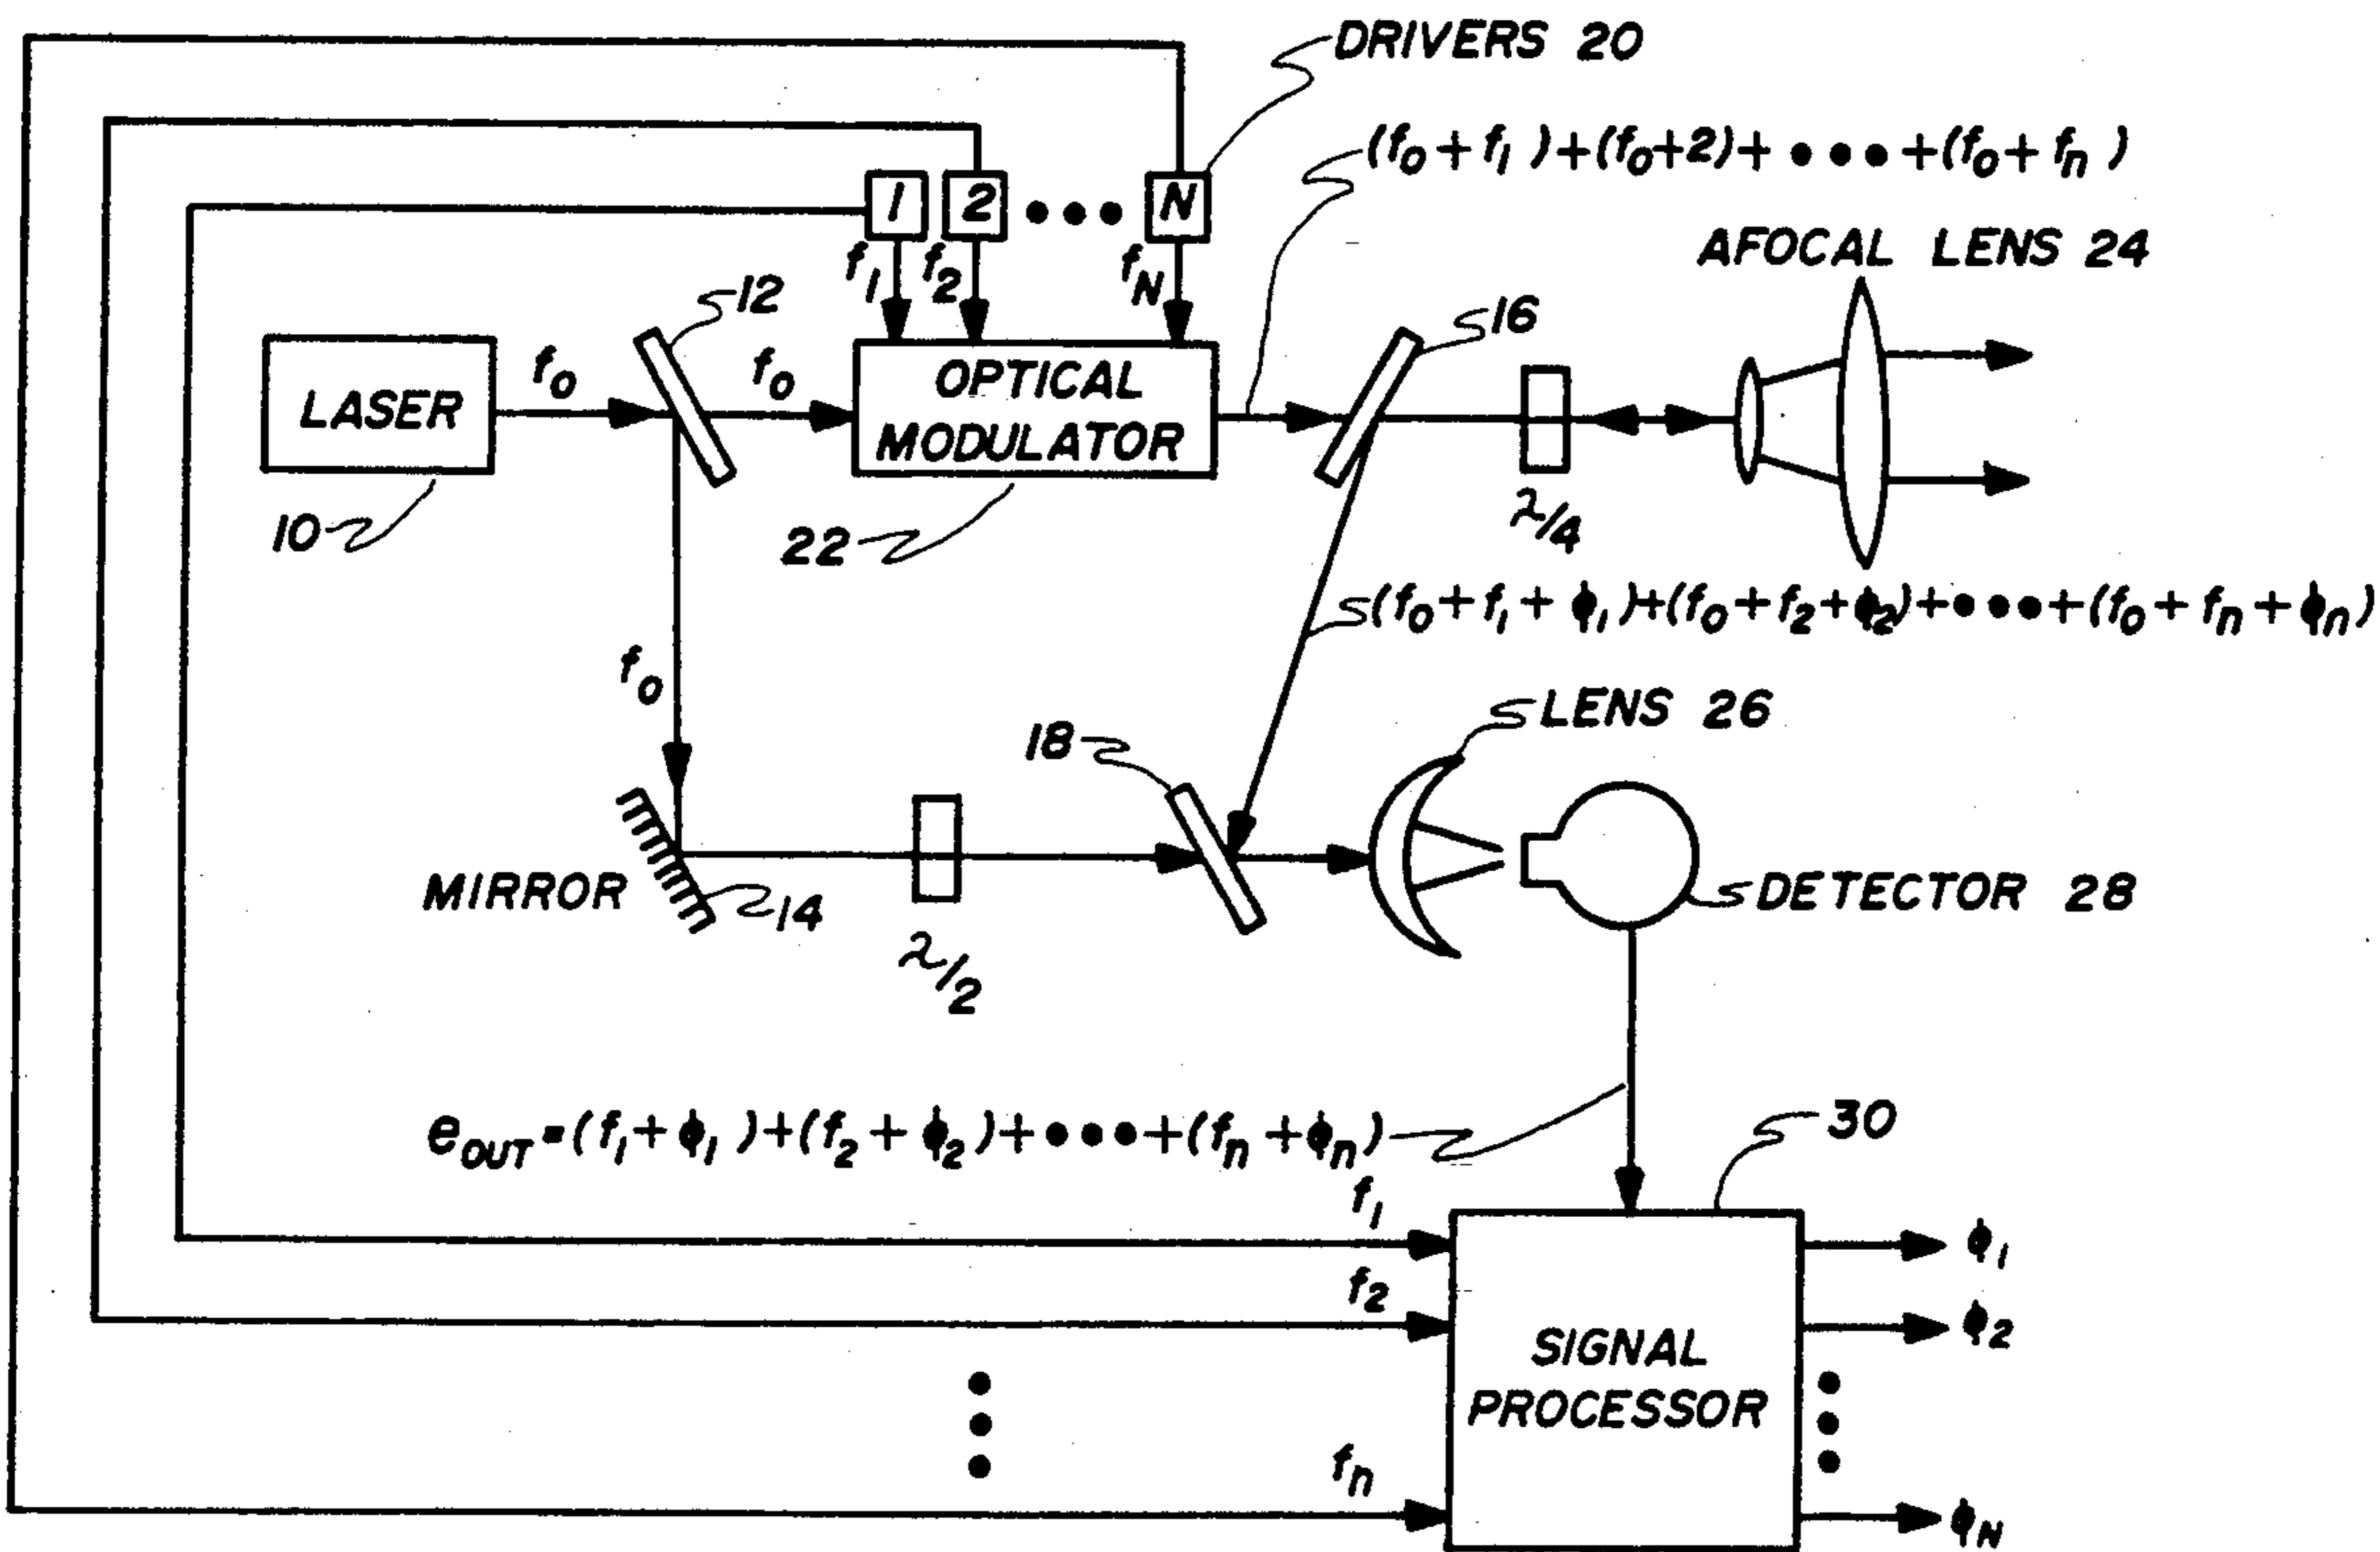 DRIVERS 20
(f₀ + f₁) + (f₀+2) + ••• + (f₀ + fₙ)
1 2 ••• N
f₁ f₂ f_N
AFOCAL LENS 24
12
16
f₀ f₀
LASER
OPTICAL
MODULATOR
10
22
λ/4
(f₀ + f₁ + ϕ₁) + (f₀ + f₂ + ϕ₂) + ••• + (f₀ + fₙ + ϕₙ)
f₀
LENS 26
18
MIRROR
14
DETECTOR 28
λ/2
e_OUT = (f₁ + ϕ₁) + (f₂ + ϕ₂) + ••• + (fₙ + ϕₙ)
30
f₁
ϕ₁
f₂
ϕ₂
SIGNAL
PROCESSOR
fₙ
ϕ_N